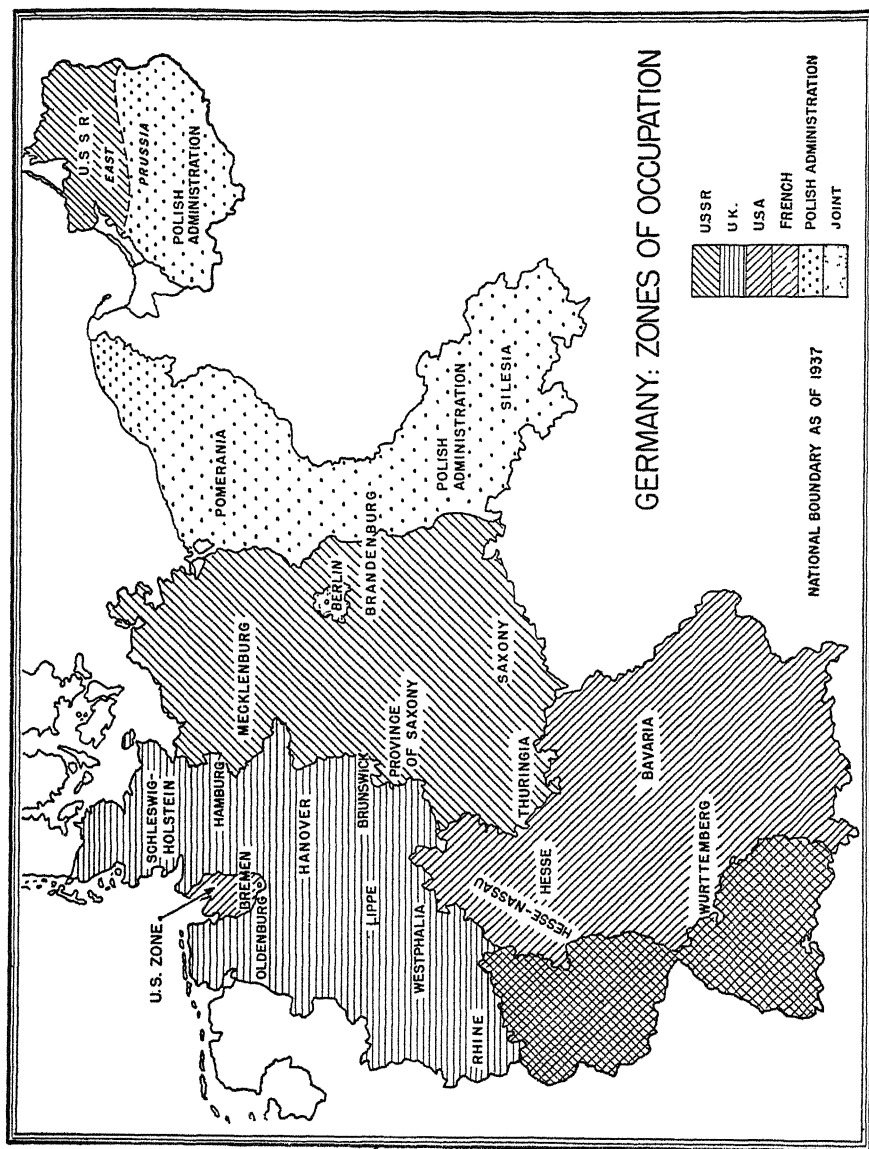 U.S.S.R
EAST
PRUSSIA
POLISH
ADMINISTRATION
POMERANIA
POLISH
ADMINISTRATION
SILESIA
U.S. ZONE
SCHLESWIG-
HOLSTEIN
HAMBURG
BREMEN
OLDENBURG
MECKLENBURG
HANOVER
BERLIN
BRANDENBURG
LIPPE
BRUNSWICK
PROVINCE
OF SAXONY
WESTPHALIA
SAXONY
RHINE
THURINGIA
HESSE
HESSE-NASSAU
BAVARIA
WURTTEMBERG
GERMANY: ZONES OF OCCUPATION
USSR
U.K.
USA
FRENCH
POLISH ADMINISTRATION
JOINT
NATIONAL BOUNDARY AS OF 1937